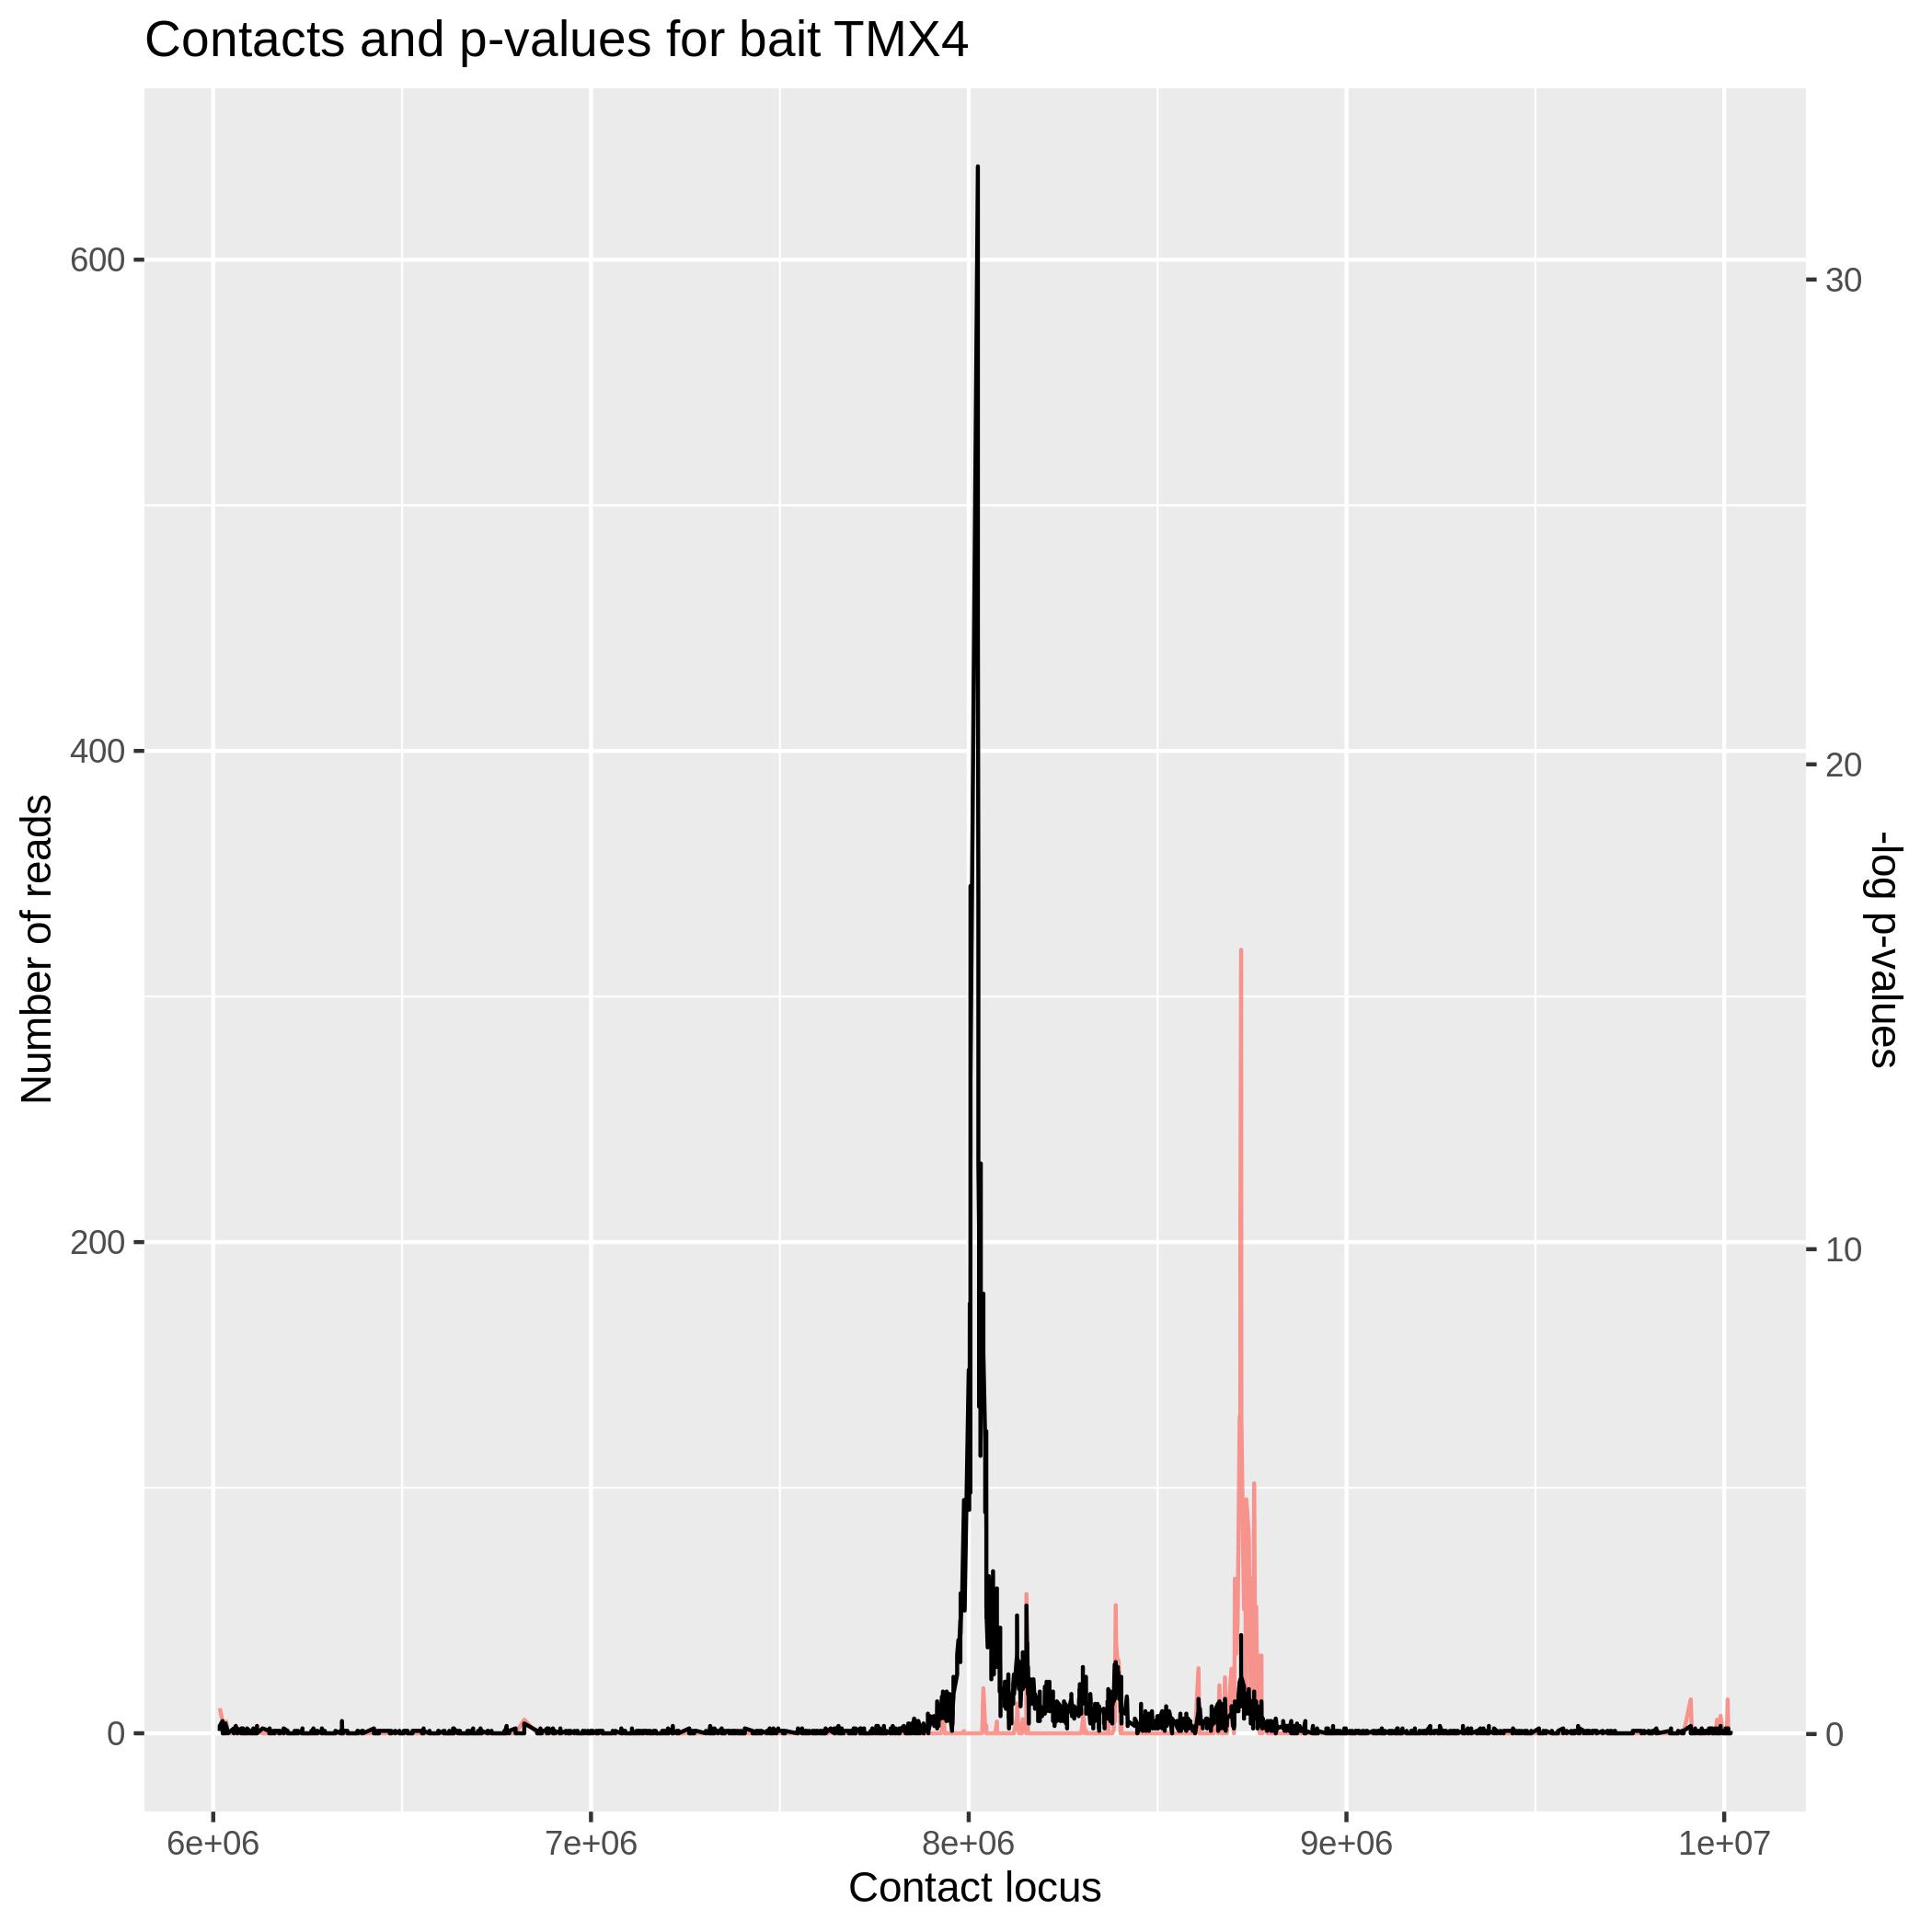 Contacts and p-values for bait TMX4
Number of reads
600
400
200
0
30
20
10
0
-log p-values
6e+06 7e+06 8e+06 9e+06 1e+07
Contact locus